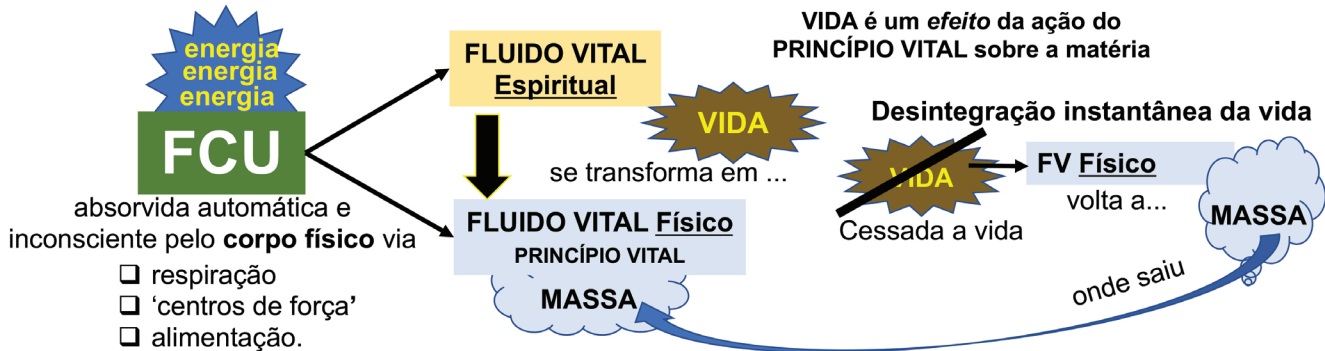 energia
energia
energia
FCU
absorvida automática e
inconsciente pelo corpo físico via
❑ respiração
❑ ‘centros de força’
❑ alimentação.
FLUIDO VITAL
Espiritual
FLUIDO VITAL Físico
PRINCÍPIO VITAL
MASSA
VIDA
se transforma em ...
VIDA é um efeito da ação do
PRINCÍPIO VITAL sobre a matéria
Desintegração instantânea da vida
VIDA
Cessada a vida
FV Físico
volta a...
MASSA
onde saiu